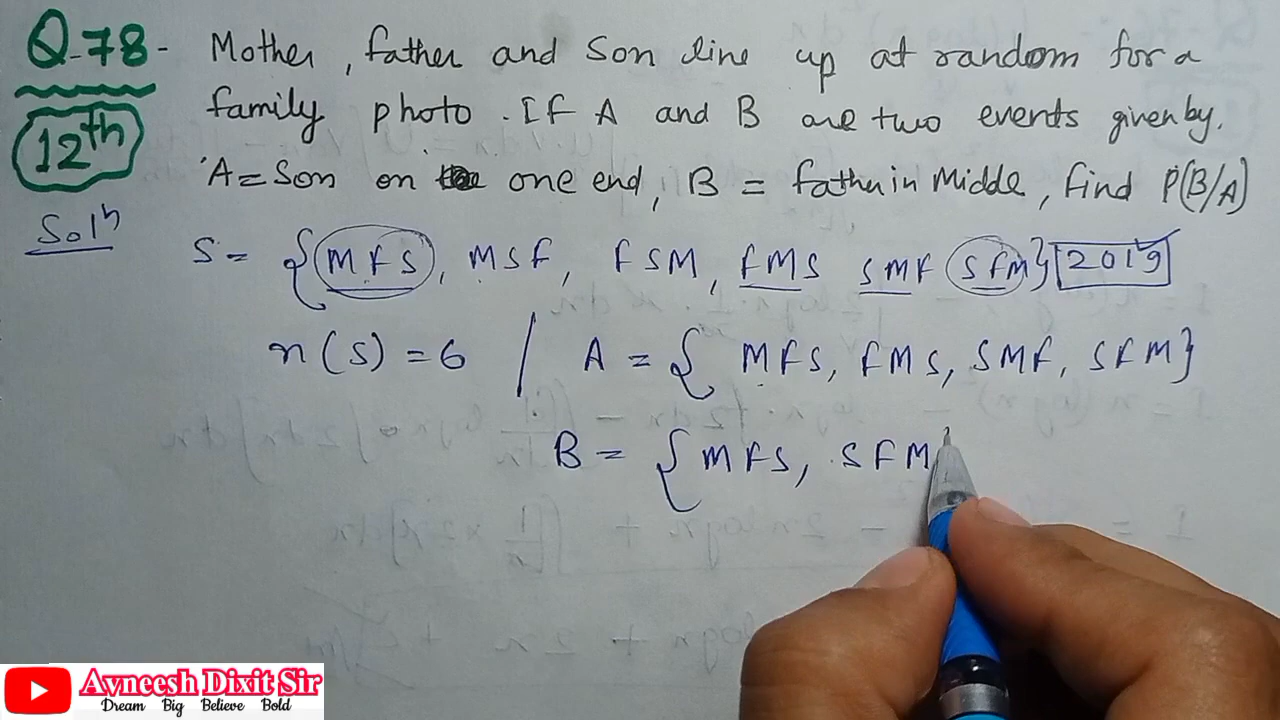 Q-78- Mother, father and Son line up at random for a
12th family photo. If A and B are two events given by.
A = Son on one end, B = father in Midde, find P(B/A)
Solⁿ S = {MFS, MSF, FSM, FMS SMF SFM} 2019
n(S) = 6 / A = { MFS, FMS, SMF, SFM}
B = { MFS, SFM
Avneesh Dixit Sir
Dream Big Believe Bold